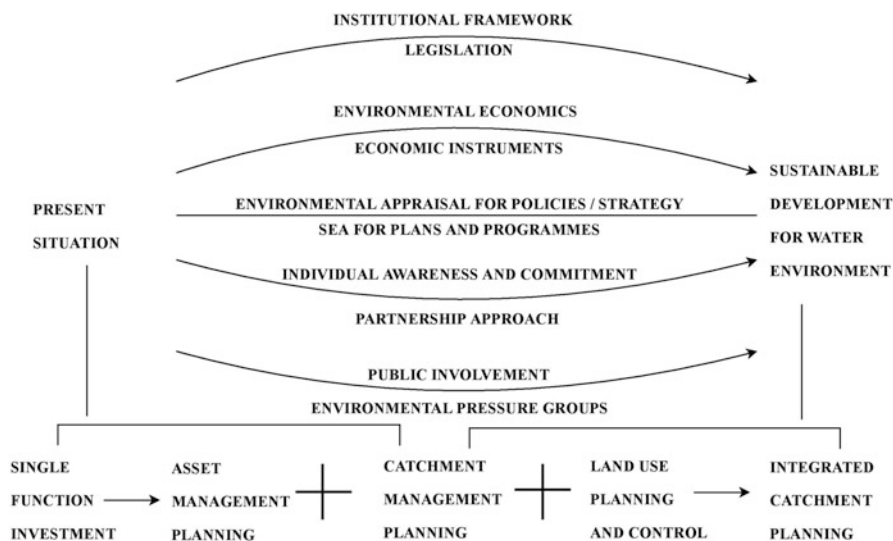 INSTITUTIONAL FRAMEWORK
LEGISLATION
ENVIRONMENTAL ECONOMICS
ECONOMIC INSTRUMENTS
PRESENT
SITUATION
ENVIRONMENTAL APPRAISAL FOR POLICIES / STRATEGY
SEA FOR PLANS AND PROGRAMMES
SUSTAINABLE
DEVELOPMENT
FOR WATER
ENVIRONMENT
INDIVIDUAL AWARENESS AND COMMITMENT
PARTNERSHIP APPROACH
PUBLIC INVOLVEMENT
ENVIRONMENTAL PRESSURE GROUPS
SINGLE
FUNCTION
INVESTMENT
ASSET
MANAGEMENT
PLANNING
CATCHMENT
MANAGEMENT
PLANNING
LAND USE
PLANNING
AND CONTROL
INTEGRATED
CATCHMENT
PLANNING